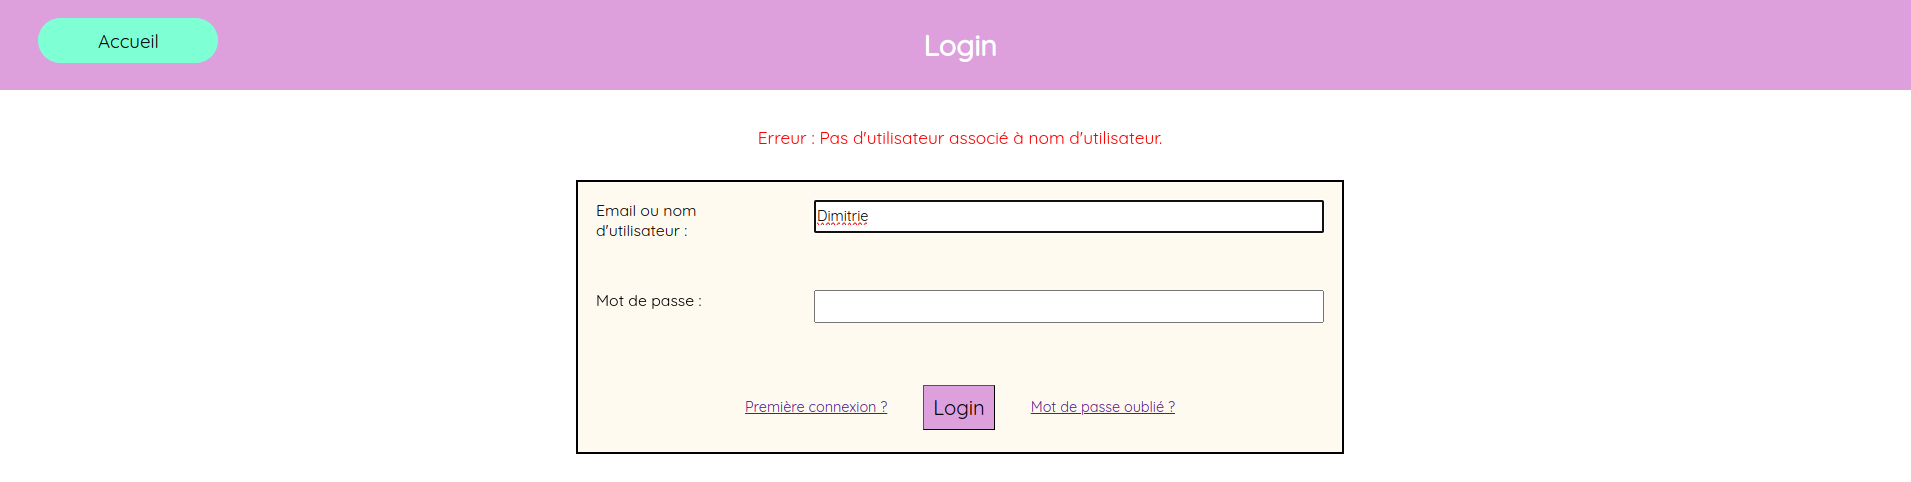 Accueil
Login
Erreur : Pas d'utilisateur associé à nom d'utilisateur.
Email ou nom
d'utilisateur :
Dimitrie
Mot de passe :
Première connexion ?
Login
Mot de passe oublié ?